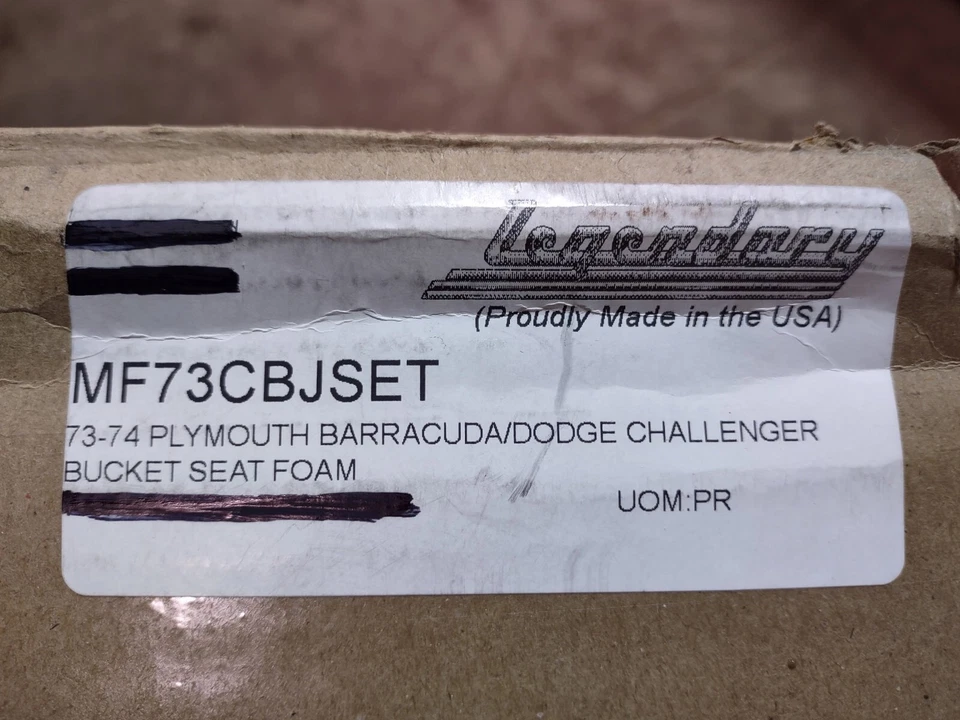 Legendary
(Proudly Made in the USA)
MF73CBJSET
73-74 PLYMOUTH BARRACUDA/DODGE CHALLENGER
BUCKET SEAT FOAM
UOM:PR